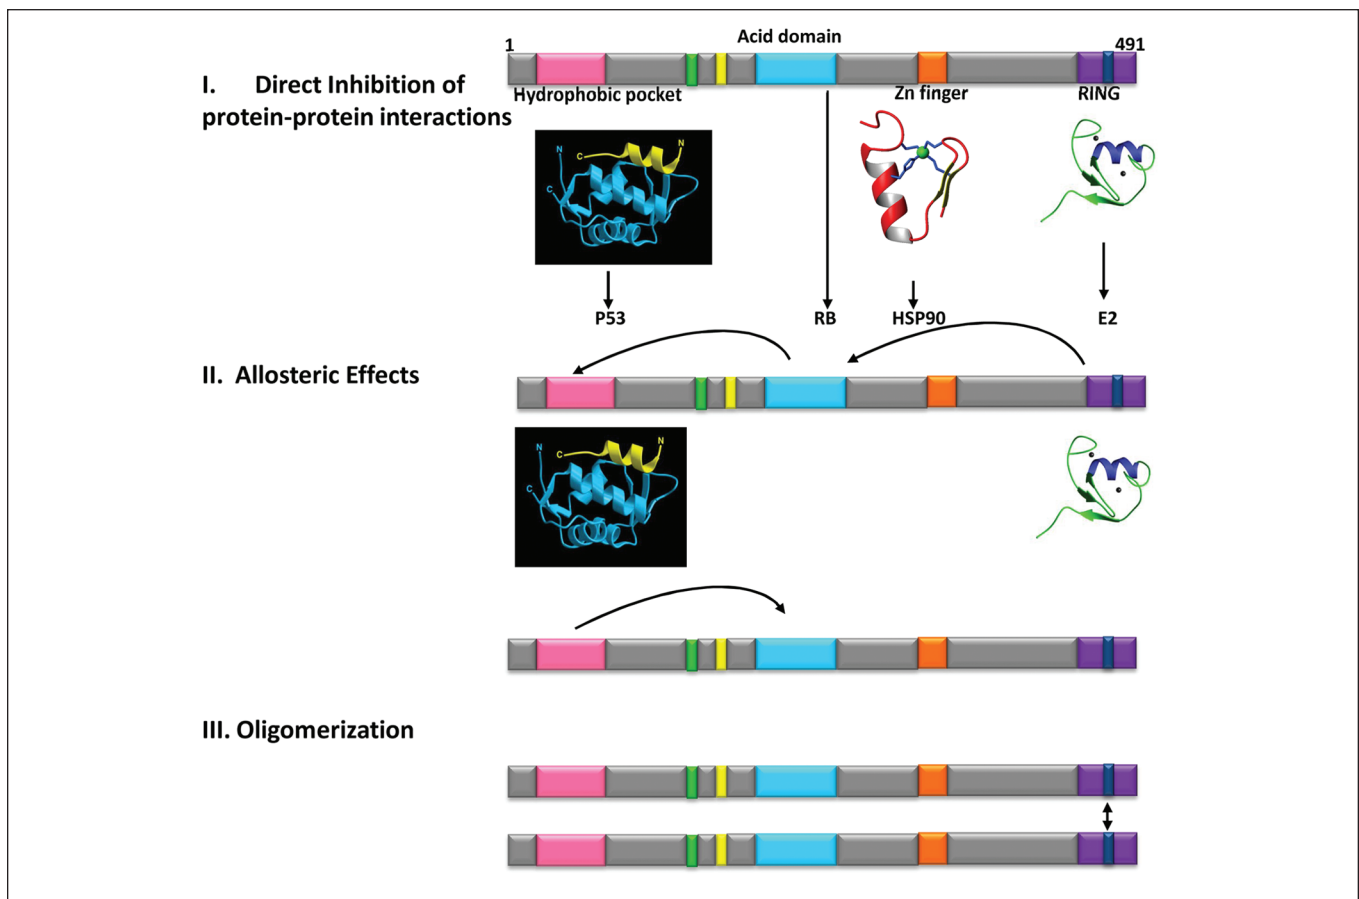 1
Acid domain
491
I. Direct Inhibition of
protein-protein interactions
Hydrophobic pocket
Zn finger
RING
N
C
N
C
P53
RB
HSP90
E2
II. Allosteric Effects
N
C
N
C
III. Oligomerization